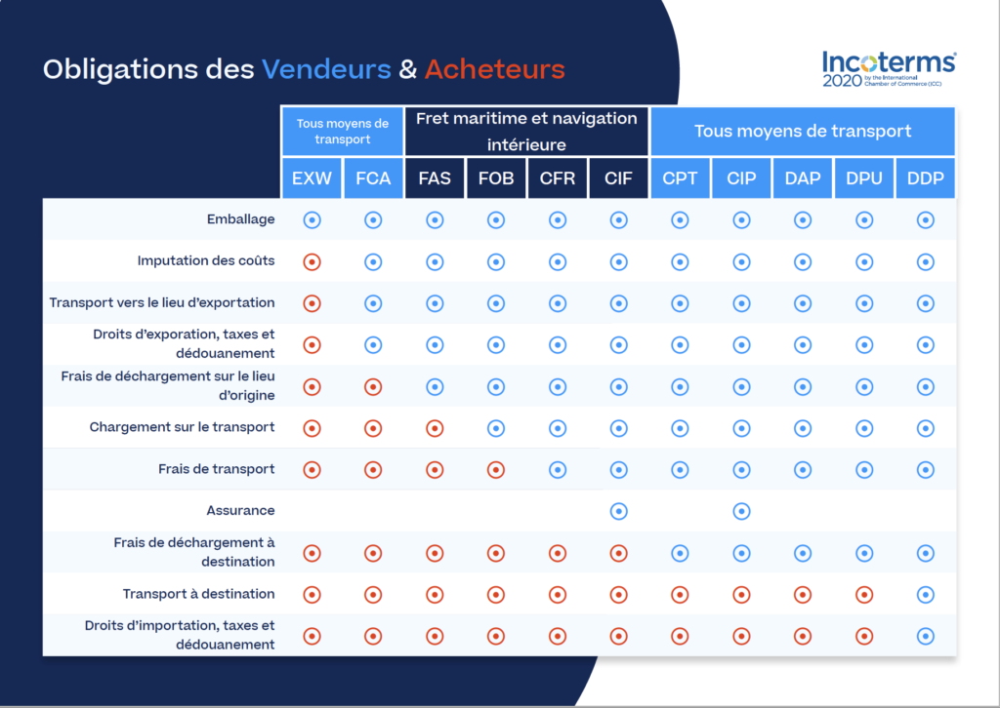 Obligations des Vendeurs & Acheteurs
Incoterms®
2020 by the International
Chamber of Commerce (ICC)
Tous moyens de
transport
Fret maritime et navigation
intérieure
Tous moyens de transport
EXW FCA FAS FOB CFR CIF CPT CIP DAP DPU DDP
Emballage
Imputation des coûts
Transport vers le lieu d’exportation
Droits d’exporation, taxes et
dédouanement
Frais de déchargement sur le lieu
d’origine
Chargement sur le transport
Frais de transport
Assurance
Frais de déchargement à
destination
Transport à destination
Droits d’importation, taxes et
dédouanement